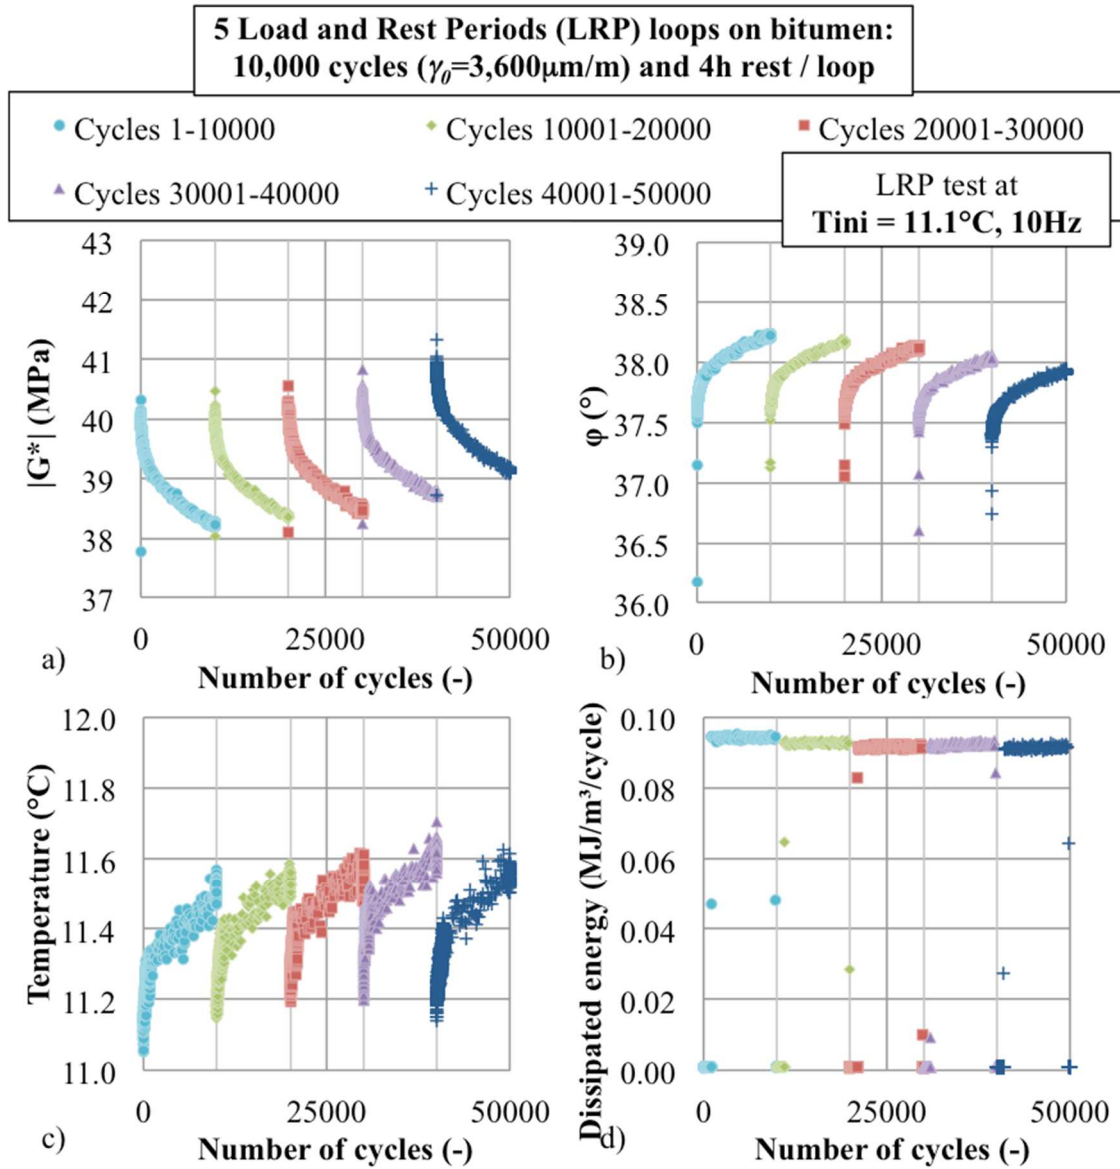 5 Load and Rest Periods (LRP) loops on bitumen:
10,000 cycles (γ₀=3,600μm/m) and 4h rest / loop
Cycles 1-10000
Cycles 10001-20000
Cycles 20001-30000
Cycles 30001-40000
Cycles 40001-50000
LRP test at
Tini = 11.1°C, 10Hz
|G*| (MPa)
43
42
41
40
39
38
37
0
25000
50000
a)
Number of cycles (-)
φ (°)
39.0
38.5
38.0
37.5
37.0
36.5
36.0
0
25000
50000
b)
Number of cycles (-)
Temperature (°C)
12.0
11.8
11.6
11.4
11.2
11.0
0
25000
50000
c)
Number of cycles (-)
Dissipated energy (MJ/m³/cycle)
0.10
0.08
0.06
0.04
0.02
0.00
0
25000
50000
d)
Number of cycles (-)